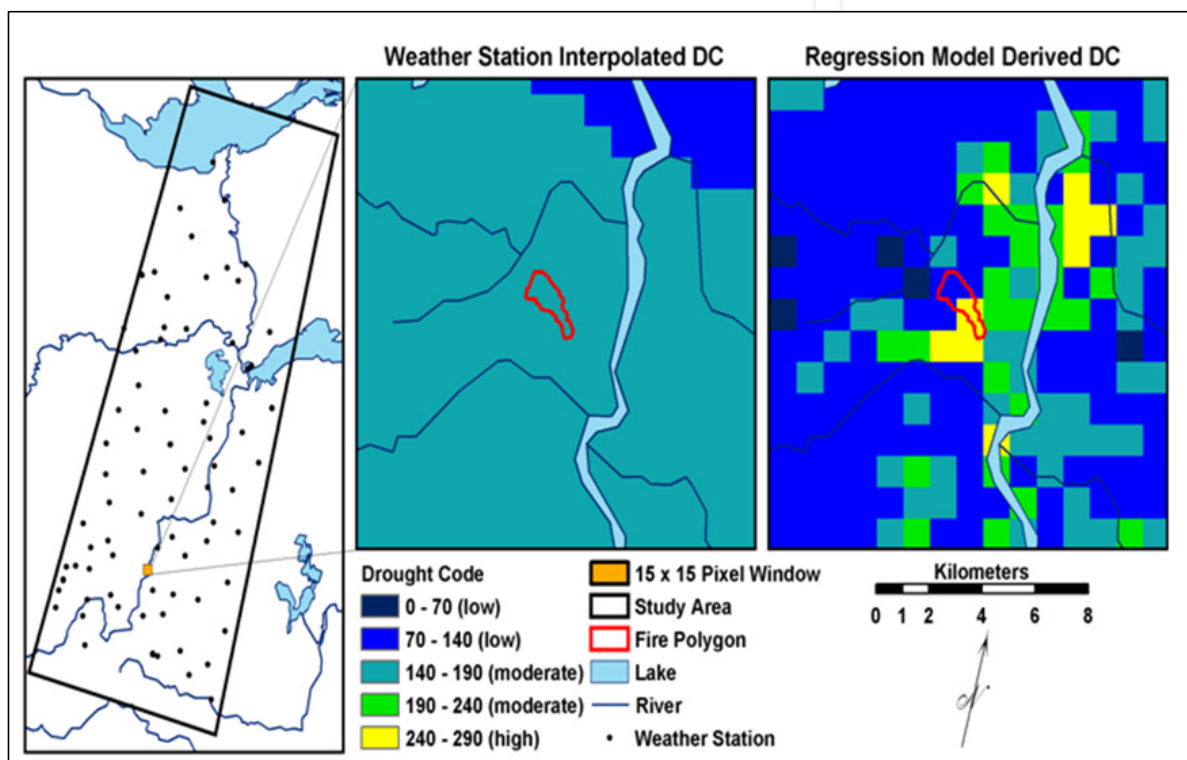 Weather Station Interpolated DC
Regression Model Derived DC
Drought Code
0 - 70 (low)
70 - 140 (low)
140 - 190 (moderate)
190 - 240 (moderate)
240 - 290 (high)
15 x 15 Pixel Window
Study Area
Fire Polygon
Lake
River
Weather Station
Kilometers
0 1 2 4 6 8